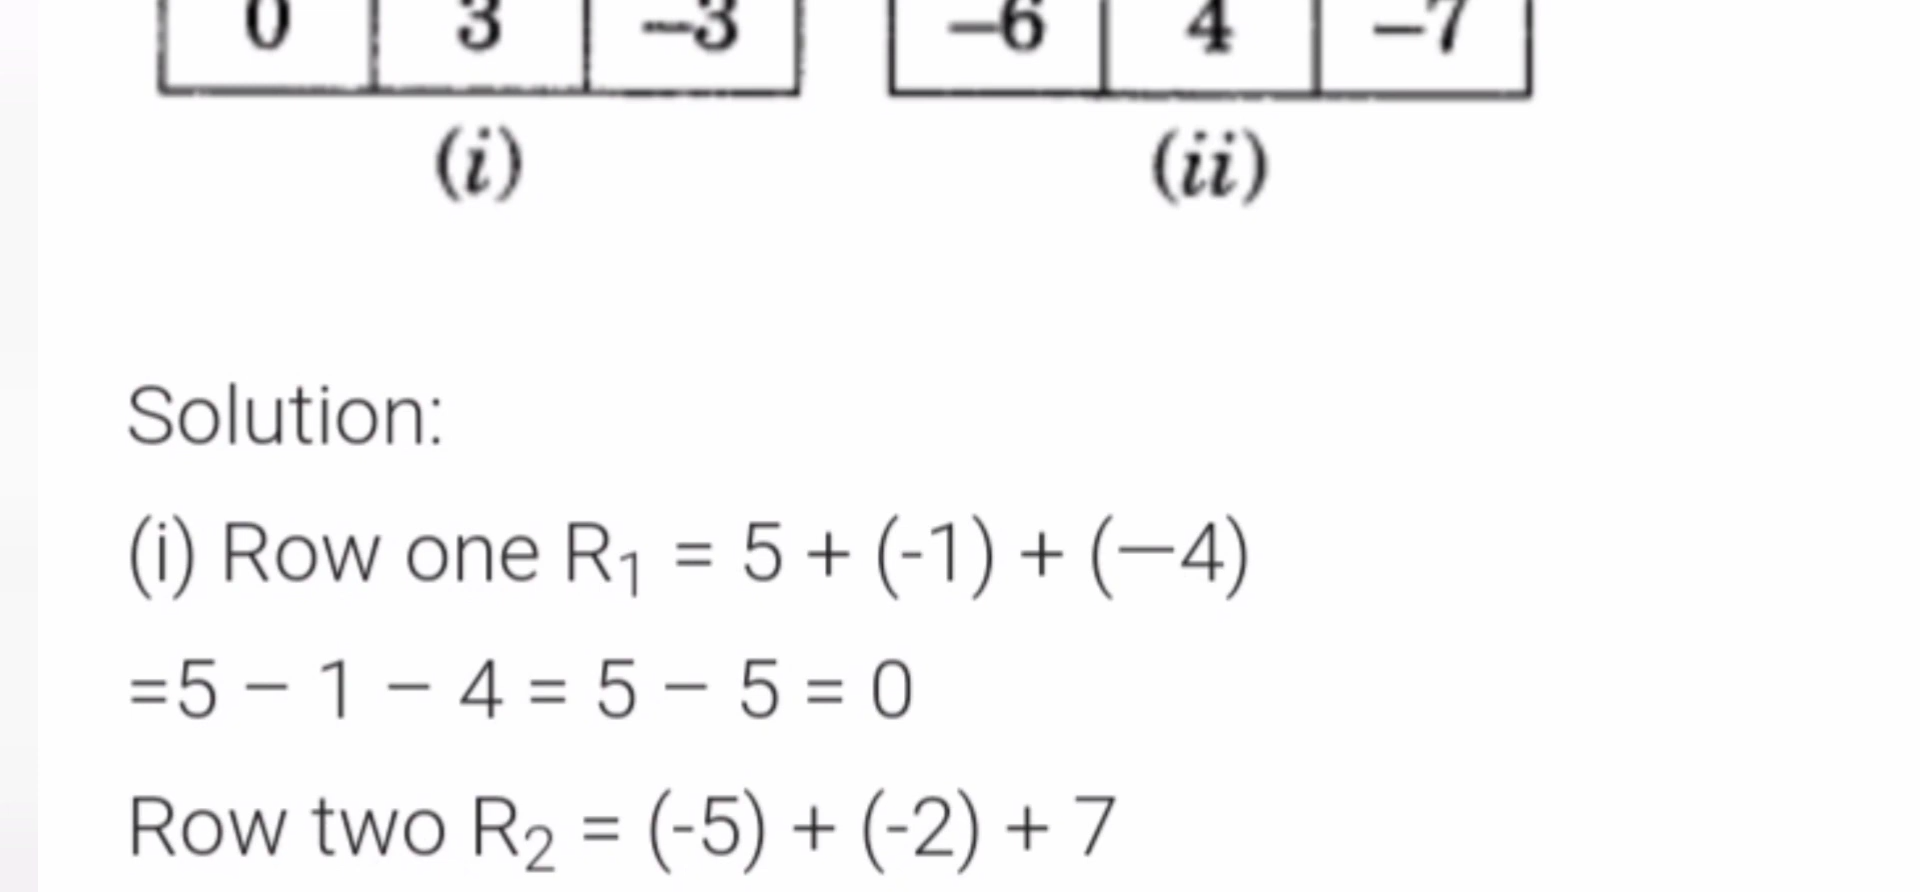 0 3 –3 –6 4 –7
(i) (ii)
Solution:
(i) Row one R₁ = 5 + (-1) + (—4)
=5 – 1 – 4 = 5 – 5 = 0
Row two R₂ = (-5) + (-2) + 7